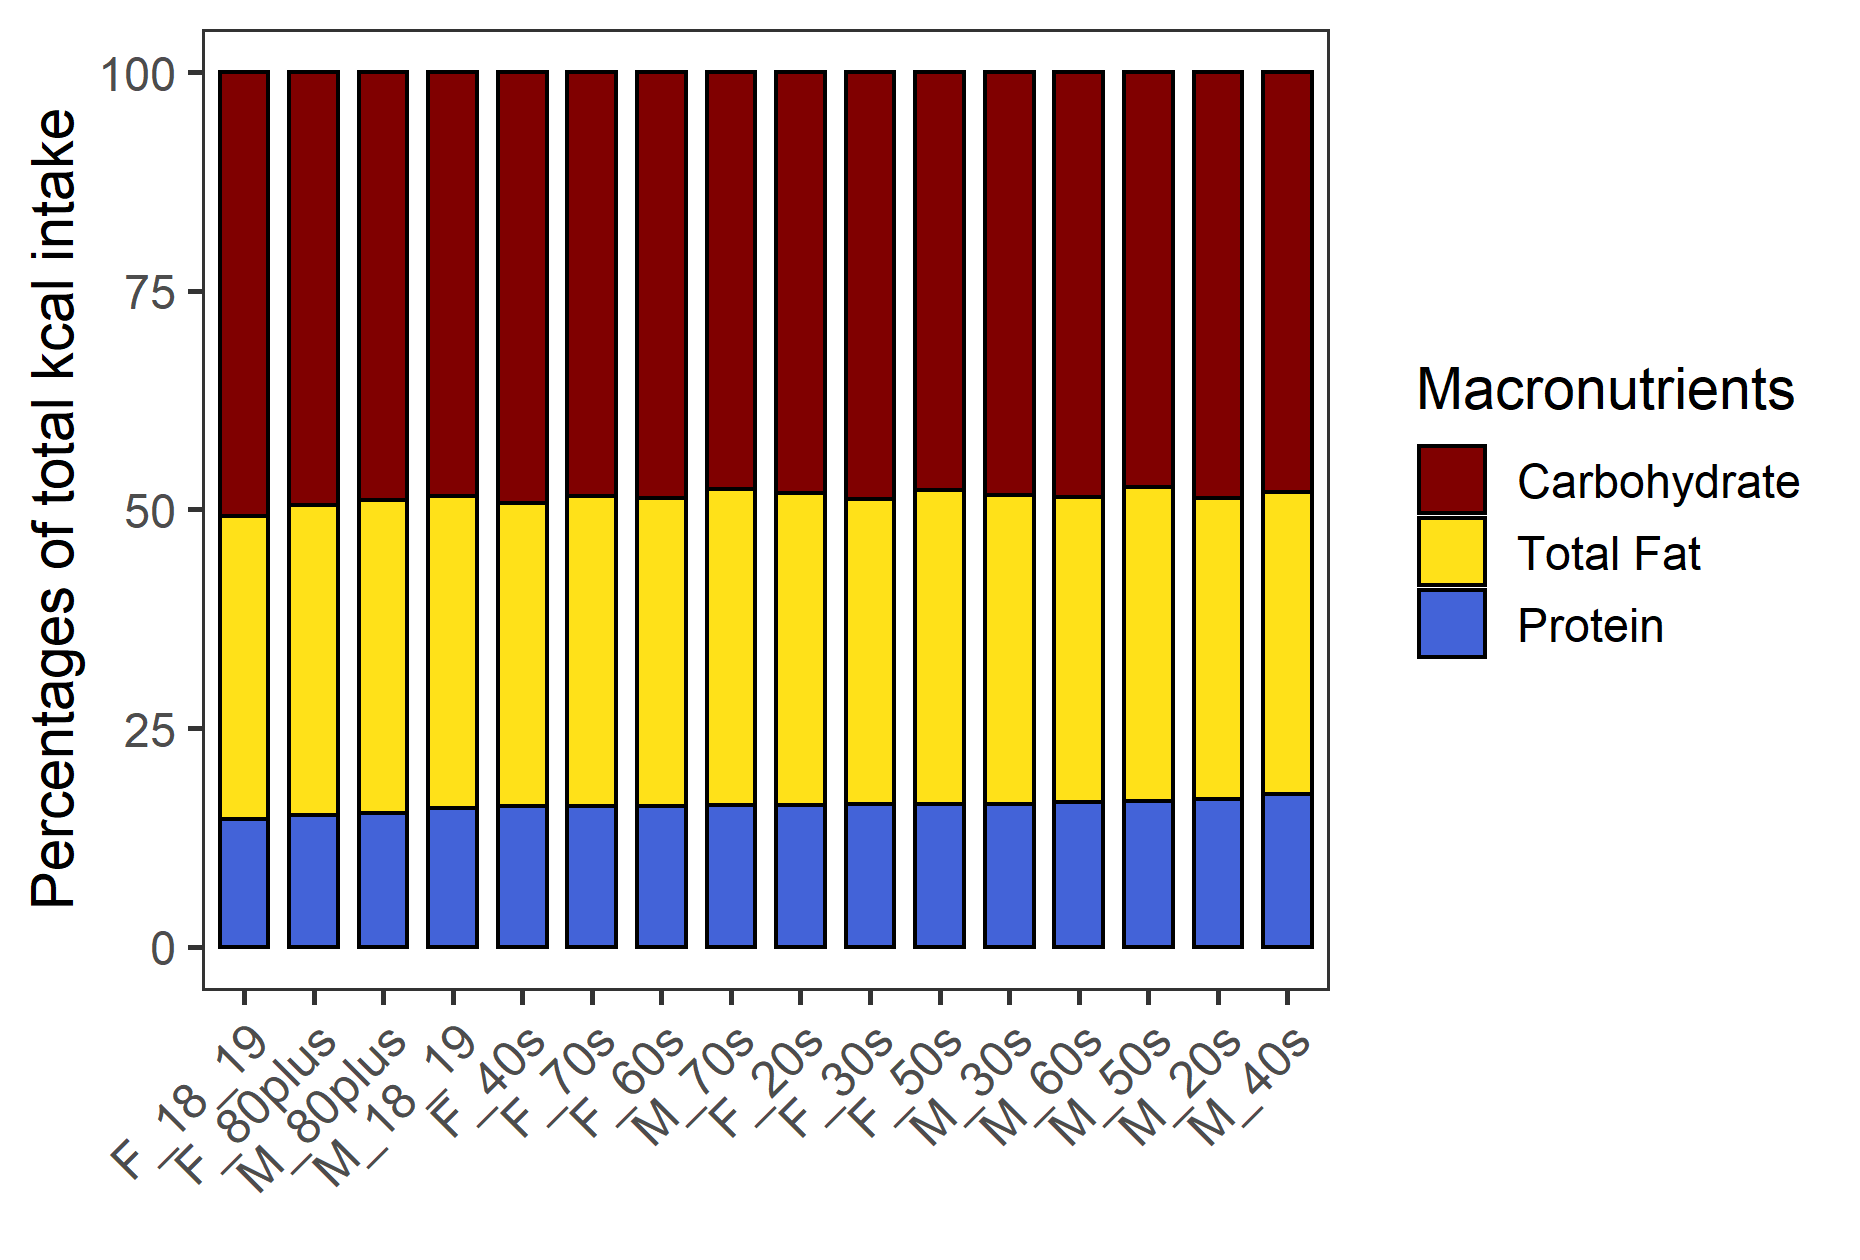 Percentages of total kcal intake
100
75
50
25
0
F_18_19
F_80plus
M_80plus
M_18_19
F_40s
F_70s
F_60s
M_70s
F_20s
F_30s
F_50s
M_30s
M_60s
M_50s
M_20s
M_40s
Macronutrients
Carbohydrate
Total Fat
Protein